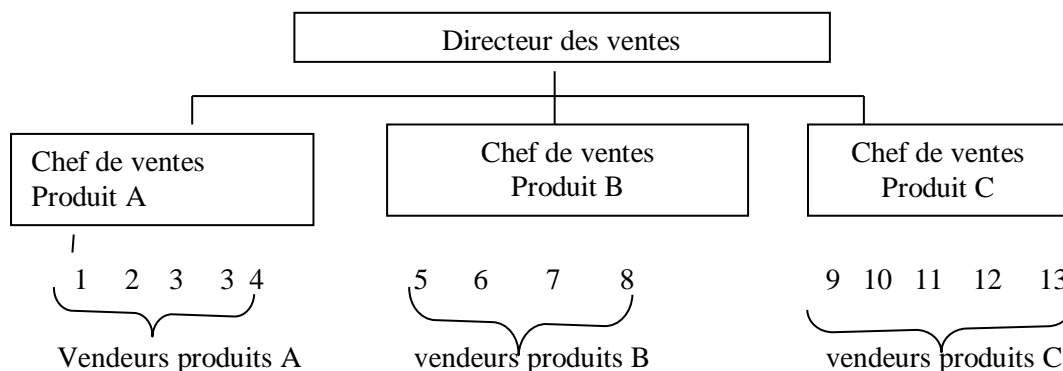 Directeur des ventes
Chef de ventes
Produit A
Chef de ventes
Produit B
Chef de ventes
Produit C
1 2 3 3 4
5 6 7 8
9 10 11 12 13
Vendeurs produits A
vendeurs produits B
vendeurs produits C